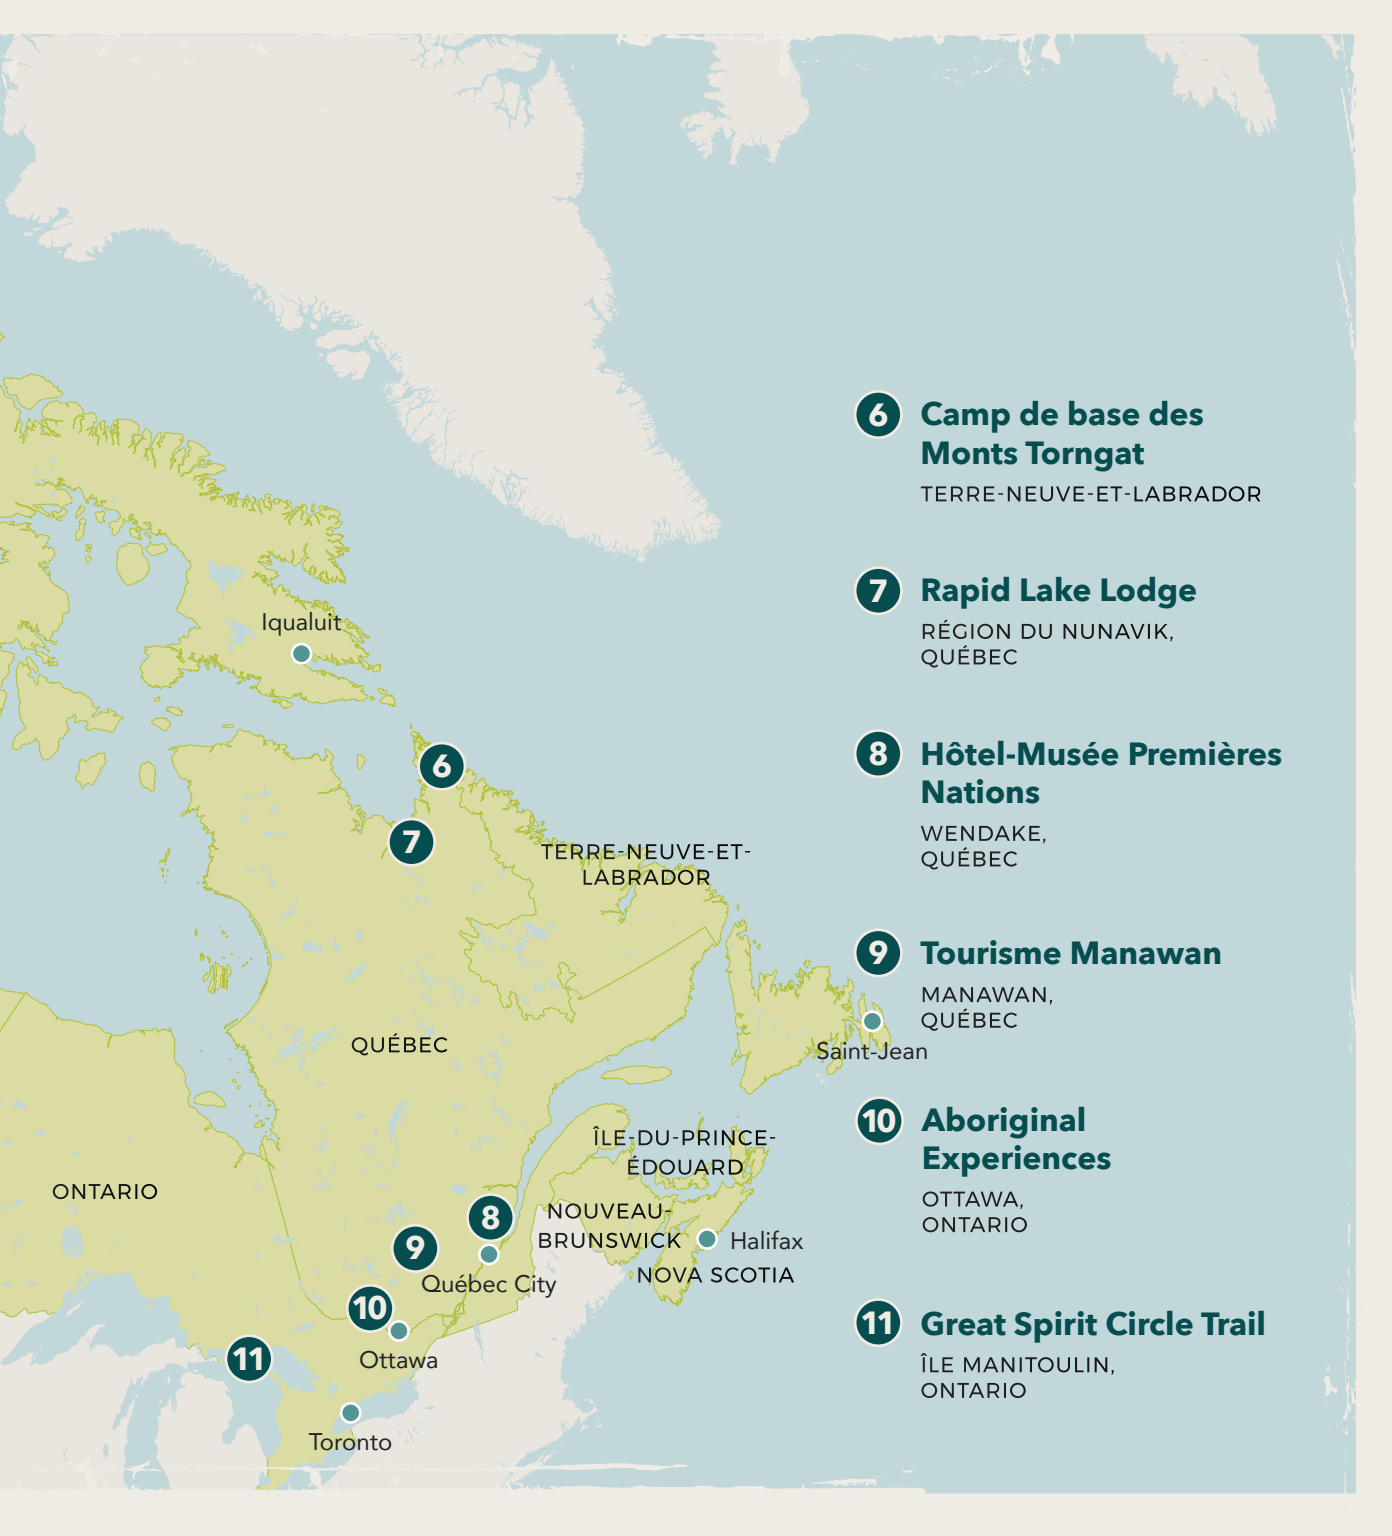 6
Camp de base des
Monts Torngat
TERRE-NEUVE-ET-LABRADOR
7
Rapid Lake Lodge
RÉGION DU NUNAVIK,
QUÉBEC
8
Hôtel-Musée Premières
Nations
WENDAKE,
QUÉBEC
9
Tourisme Manawan
MANAWAN,
QUÉBEC
10
Aboriginal
Experiences
OTTAWA,
ONTARIO
11
Great Spirit Circle Trail
ÎLE MANITOULIN,
ONTARIO
Iqualuit
6
7
TERRE-NEUVE-ET-
LABRADOR
QUÉBEC
Saint-Jean
ÎLE-DU-PRINCE-
ÉDOUARD
ONTARIO
NOUVEAU-
BRUNSWICK
8
9
Halifax
NOVA SCOTIA
Québec City
10
Ottawa
11
Toronto